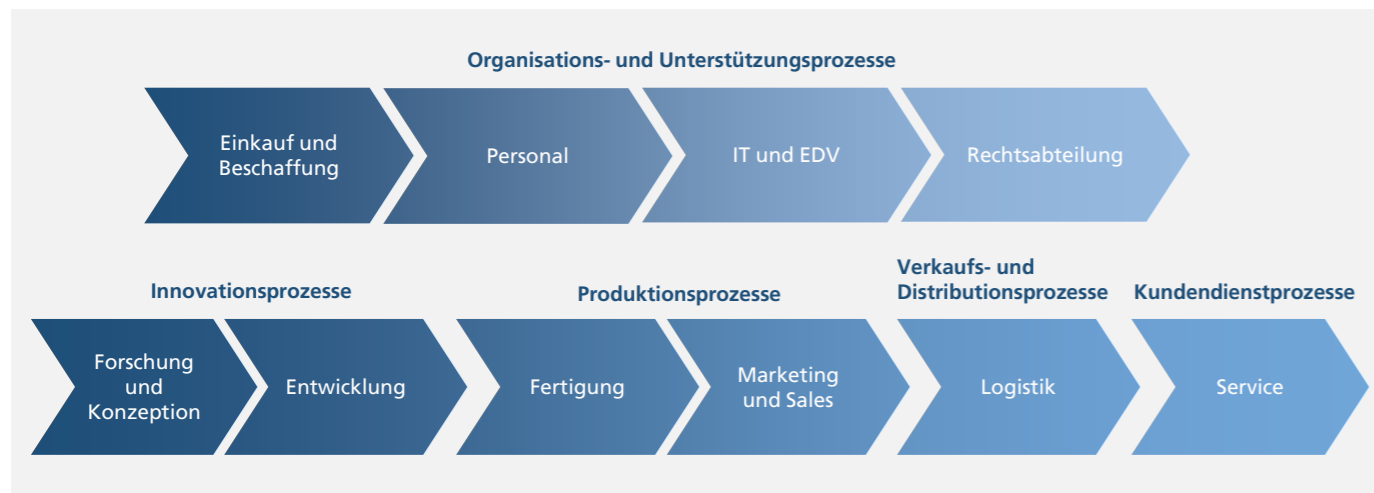 Organisations- und Unterstützungsprozesse
Einkauf und
Beschaffung
Personal
IT und EDV
Rechtsabteilung
Innovationsprozesse
Produktionsprozesse
Verkaufs- und
Distributionsprozesse
Kundendienstprozesse
Forschung
und
Konzeption
Entwicklung
Fertigung
Marketing
und Sales
Logistik
Service